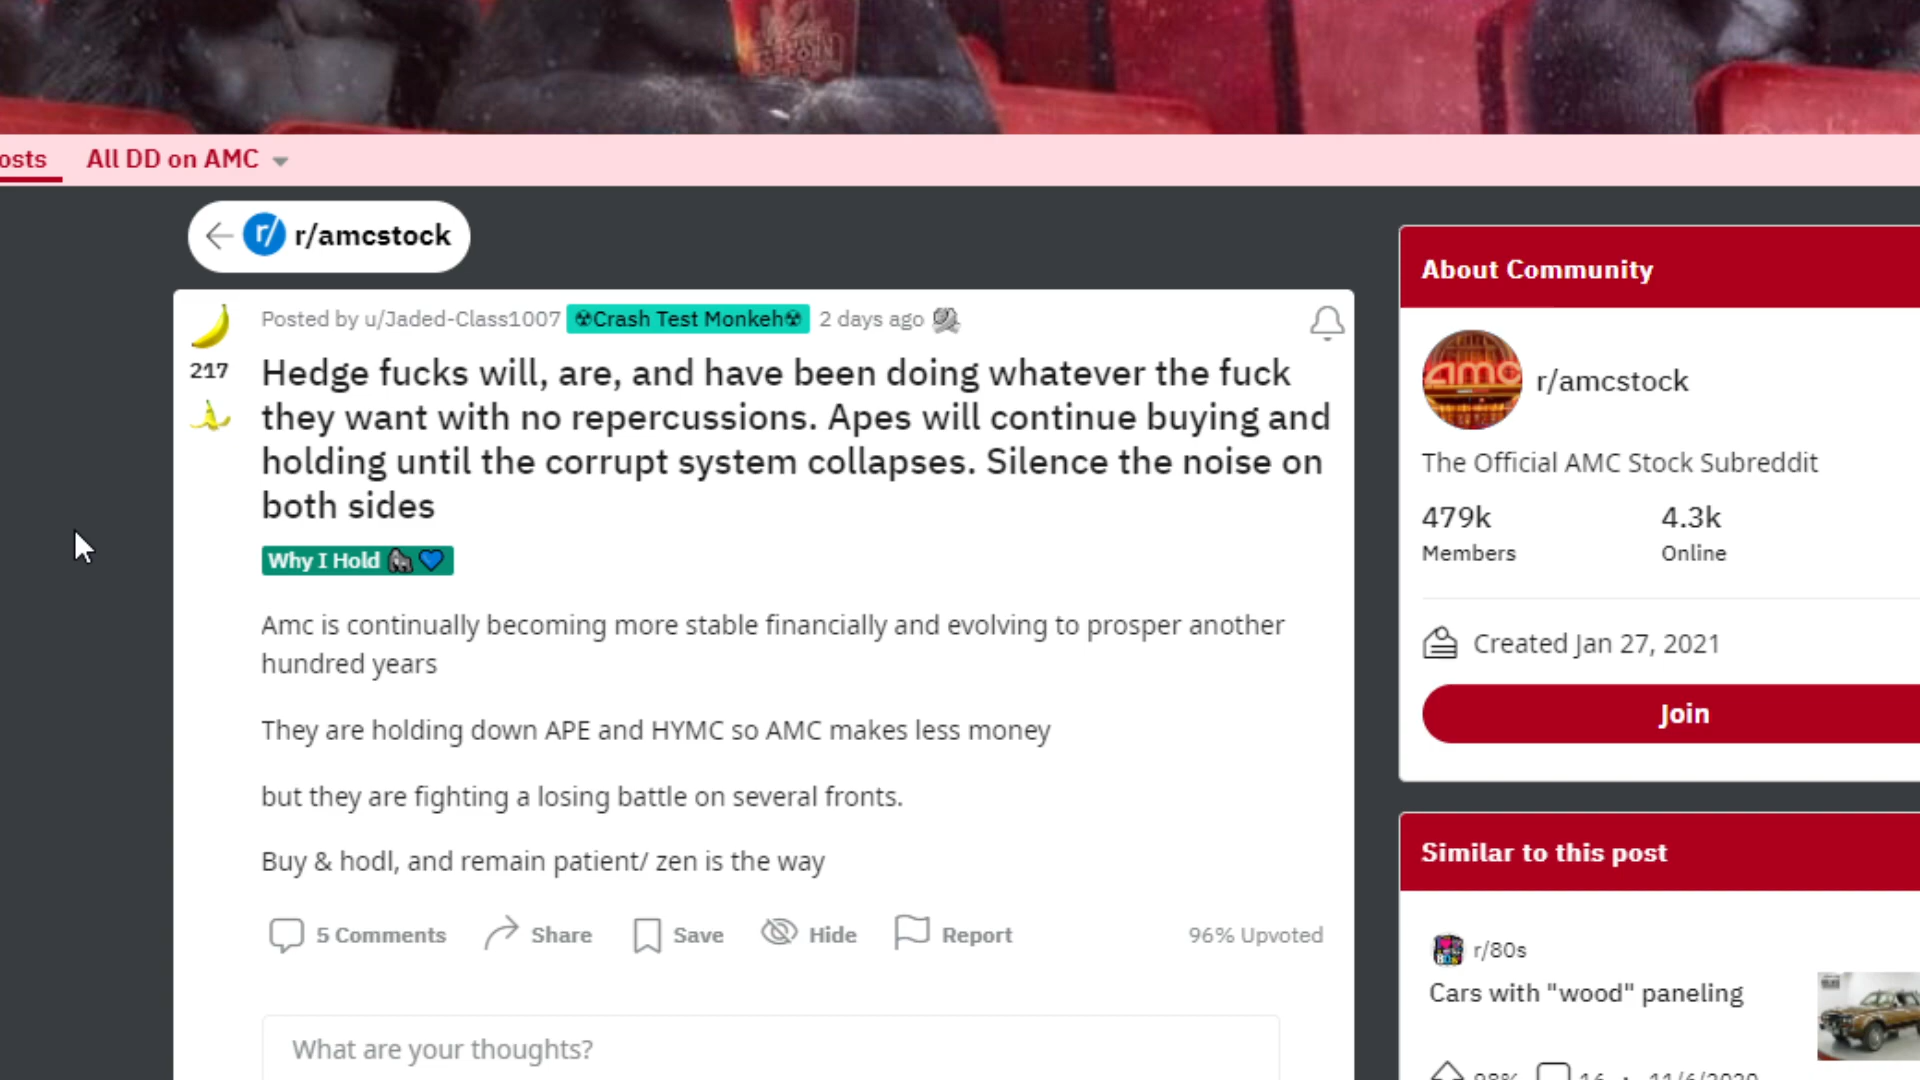 osts All DD on AMC
r/ r/amcstock
Posted by u/Jaded-Class1007 ☢Crash Test Monkeh☢ 2 days ago
217
Hedge fucks will, are, and have been doing whatever the fuck
they want with no repercussions. Apes will continue buying and
holding until the corrupt system collapses. Silence the noise on
both sides
Why I Hold 🦍💙
Amc is continually becoming more stable financially and evolving to prosper another
hundred years
They are holding down APE and HYMC so AMC makes less money
but they are fighting a losing battle on several fronts.
Buy & hodl, and remain patient/ zen is the way
5 Comments Share Save Hide Report 96% Upvoted
What are your thoughts?
About Community
amc r/amcstock
The Official AMC Stock Subreddit
479k 4.3k
Members Online
Created Jan 27, 2021
Join
Similar to this post
r/80s
Cars with "wood" paneling
98% 16 · 11/6/2020